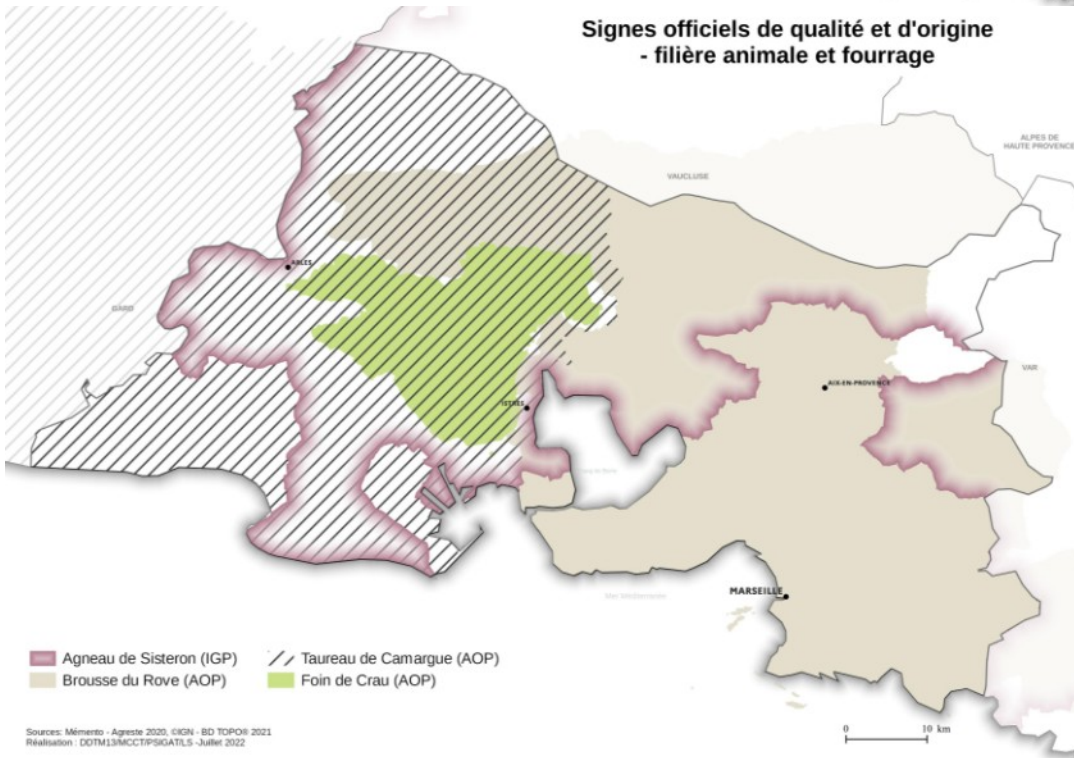 Signes officiels de qualité et d'origine
- filière animale et fourrage
ALPES DE
HAUTE PROVENCE
VAUCLUSE
ARLES
GARD
VAR
AIX-EN-PROVENCE
ISTRES
MARSEILLE
Mer Méditerranée
Agneau de Sisteron (IGP)
Taureau de Camargue (AOP)
Brousse du Rove (AOP)
Foin de Crau (AOP)
Sources: Mémento - Agreste 2020, ©IGN - BD TOPO® 2021
Réalisation : DDTM13/MCCT/PSIGAT/LS -Juillet 2022
0 10 km